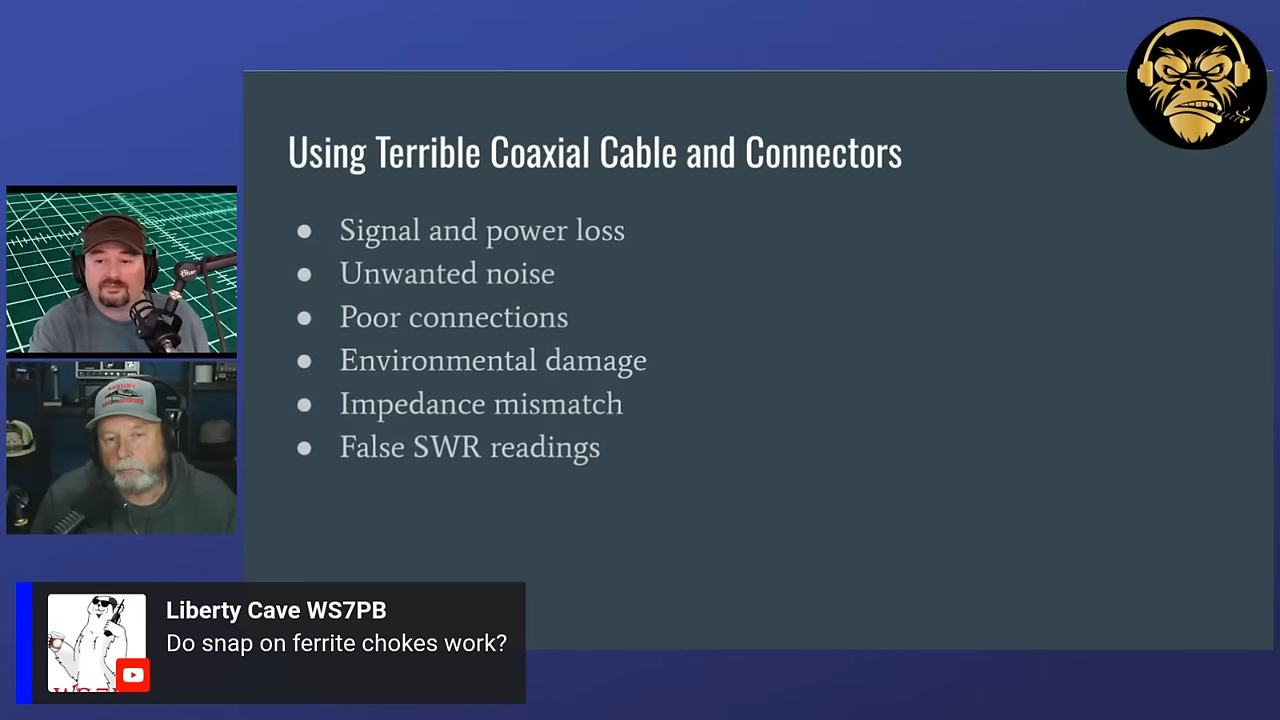 Using Terrible Coaxial Cable and Connectors
● Signal and power loss
● Unwanted noise
● Poor connections
● Environmental damage
● Impedance mismatch
● False SWR readings
Blue
Liberty Cave WS7PB
Do snap on ferrite chokes work?